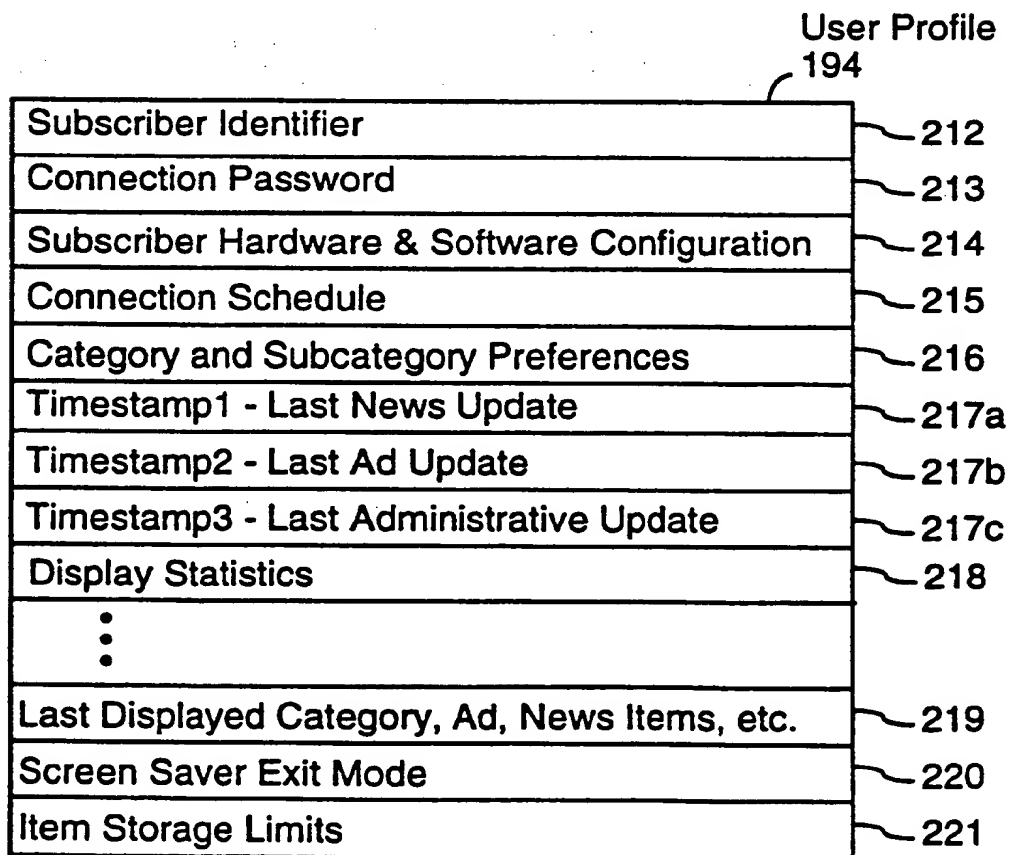 User Profile
194
Subscriber Identifier 212
Connection Password 213
Subscriber Hardware & Software Configuration 214
Connection Schedule 215
Category and Subcategory Preferences 216
Timestamp1 - Last News Update 217a
Timestamp2 - Last Ad Update 217b
Timestamp3 - Last Administrative Update 217c
Display Statistics 218
Last Displayed Category, Ad, News Items, etc. 219
Screen Saver Exit Mode 220
Item Storage Limits 221